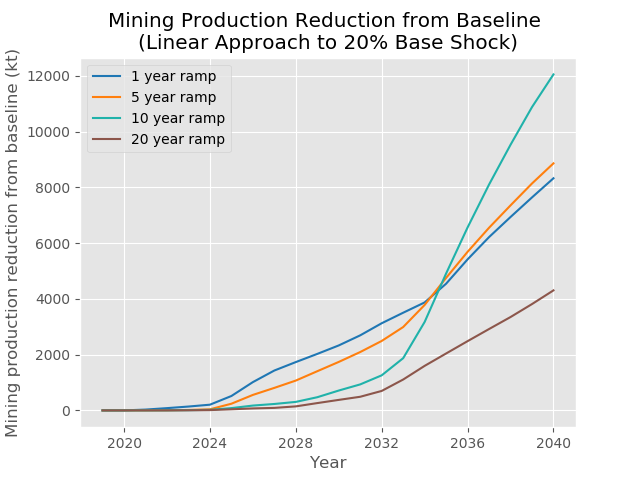 Mining Production Reduction from Baseline
(Linear Approach to 20% Base Shock)
Mining production reduction from baseline (kt)
12000
10000
8000
6000
4000
2000
0
1 year ramp
5 year ramp
10 year ramp
20 year ramp
2020
2024
2028
2032
2036
2040
Year